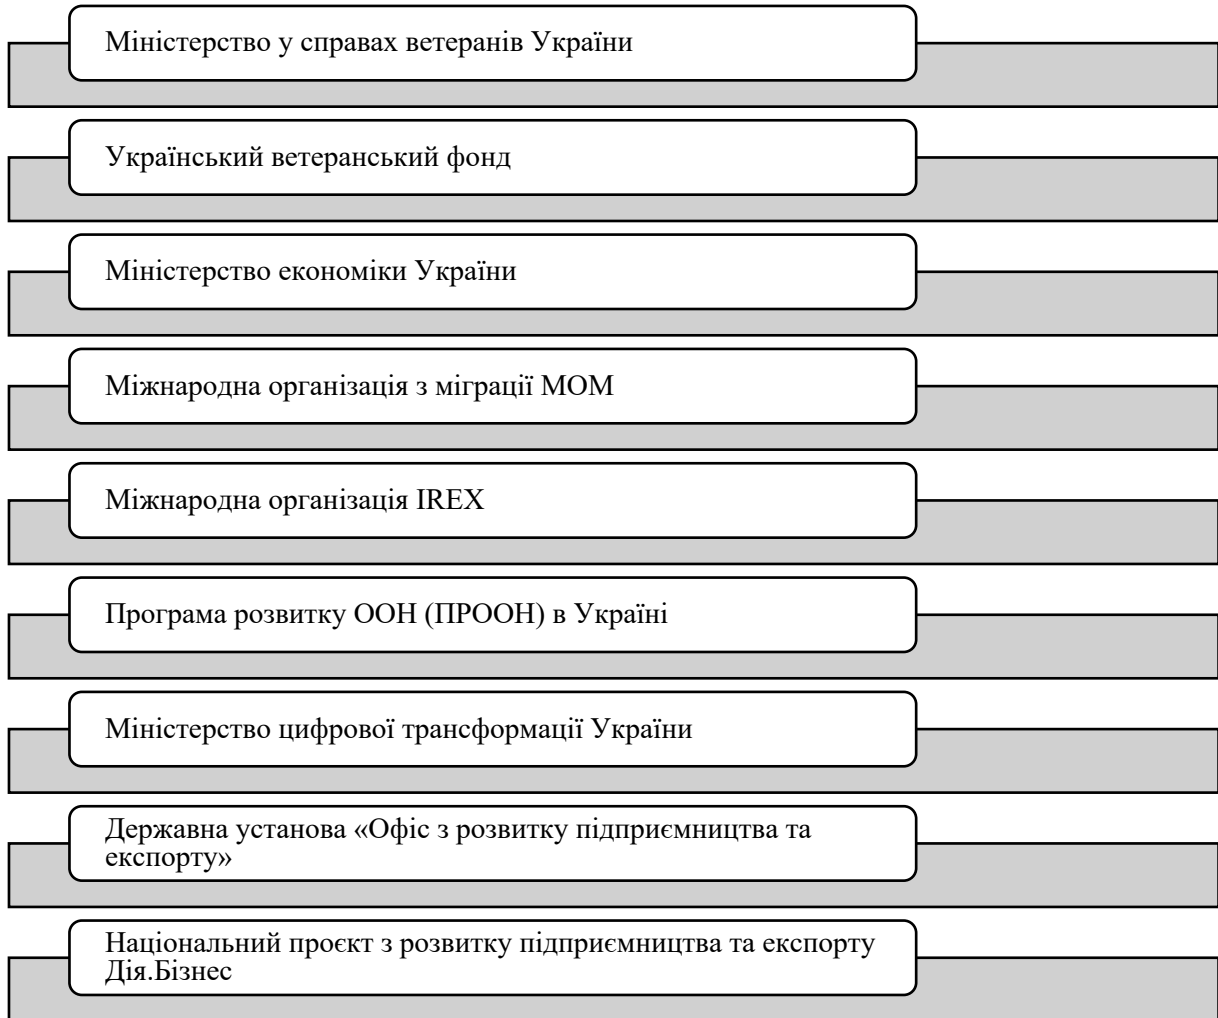 Міністерство у справах ветеранів України
Український ветеранський фонд
Міністерство економіки України
Міжнародна організація з міграції МОМ
Міжнародна організація IREX
Програма розвитку ООН (ПРООН) в Україні
Міністерство цифрової трансформації України
Державна установа «Офіс з розвитку підприємництва та
експорту»
Національний проєкт з розвитку підприємництва та експорту
Дія.Бізнес